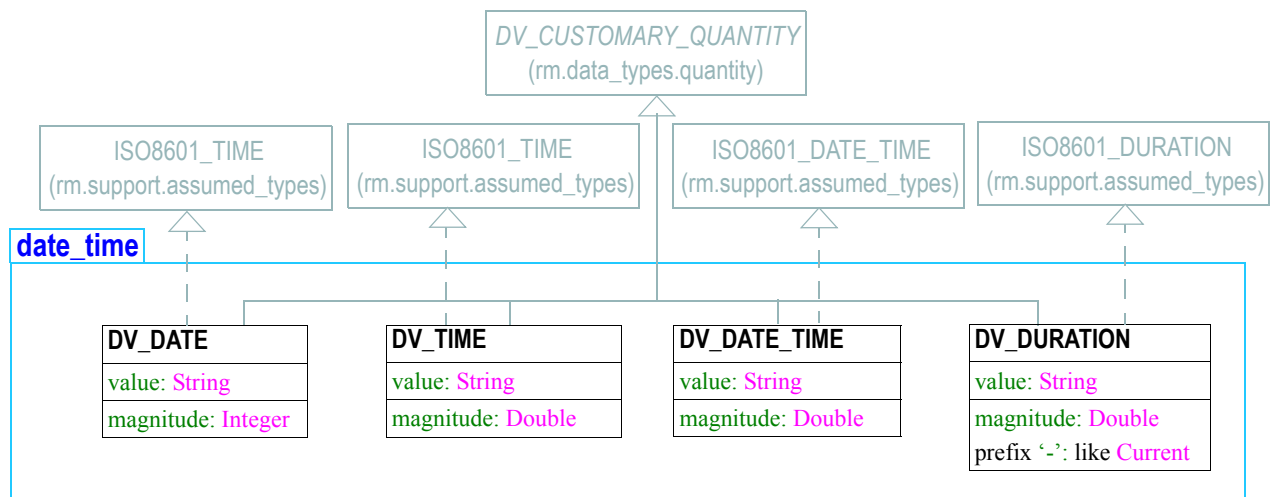 DV_CUSTOMARY_QUANTITY
(rm.data_types.quantity)
ISO8601_TIME
(rm.support.assumed_types)
ISO8601_TIME
(rm.support.assumed_types)
ISO8601_DATE_TIME
(rm.support.assumed_types)
ISO8601_DURATION
(rm.support.assumed_types)
date_time
DV_DATE
value: String
magnitude: Integer
DV_TIME
value: String
magnitude: Double
DV_DATE_TIME
value: String
magnitude: Double
DV_DURATION
value: String
magnitude: Double
prefix ‘-’: like Current